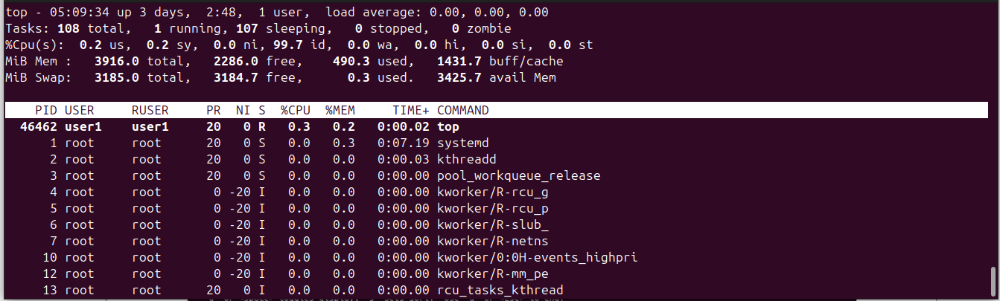 top - 05:09:34 up 3 days,  2:48,  1 user,  load average: 0.00, 0.00, 0.00
Tasks: 108 total,   1 running, 107 sleeping,   0 stopped,   0 zombie
%Cpu(s):  0.2 us,  0.2 sy,  0.0 ni, 99.7 id,  0.0 wa,  0.0 hi,  0.0 si,  0.0 st
MiB Mem :   3916.0 total,   2286.0 free,    490.3 used,   1431.7 buff/cache
MiB Swap:   3185.0 total,   3184.7 free,      0.3 used.   3425.7 avail Mem
    PID USER     RUSER     PR  NI S  %CPU  %MEM     TIME+ COMMAND
  46462 user1    user1     20   0 R   0.3   0.2   0:00.02 top
      1 root     root      20   0 S   0.0   0.3   0:07.19 systemd
      2 root     root      20   0 S   0.0   0.0   0:00.03 kthreadd
      3 root     root      20   0 S   0.0   0.0   0:00.00 pool_workqueue_release
      4 root     root       0 -20 I   0.0   0.0   0:00.00 kworker/R-rcu_g
      5 root     root       0 -20 I   0.0   0.0   0:00.00 kworker/R-rcu_p
      6 root     root       0 -20 I   0.0   0.0   0:00.00 kworker/R-slub_
      7 root     root       0 -20 I   0.0   0.0   0:00.00 kworker/R-netns
     10 root     root       0 -20 I   0.0   0.0   0:00.00 kworker/0:0H-events_highpri
     12 root     root       0 -20 I   0.0   0.0   0:00.00 kworker/R-mm_pe
     13 root     root      20   0 I   0.0   0.0   0:00.00 rcu_tasks_kthread